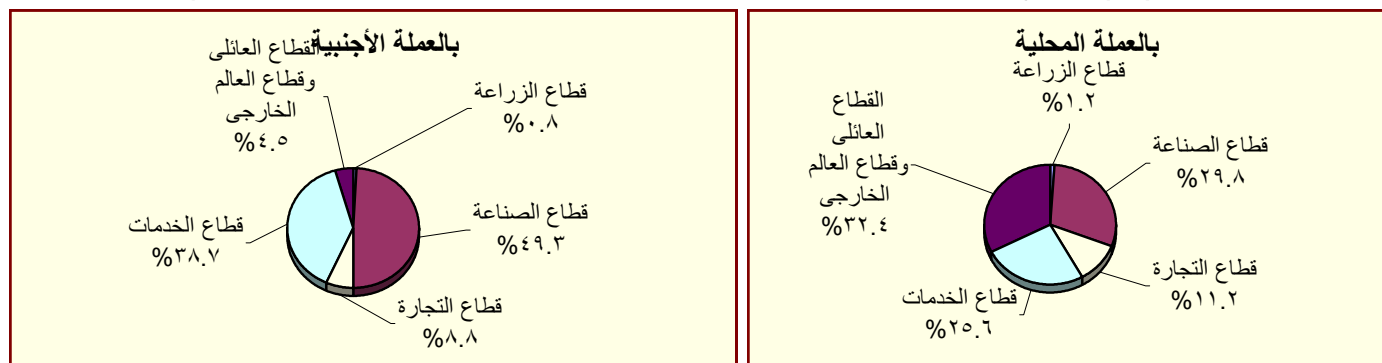 بالعملة المحلية
قطاع الزراعة
%١.٢
قطاع الصناعة
%٢٩.٨
قطاع التجارة
%١١.٢
قطاع الخدمات
%٢٥.٦
القطاع
العائلى
وقطاع العالم
الخارجى
%٣٢.٤
بالعملة الأجنبية
قطاع الزراعة
%٠.٨
قطاع الصناعة
%٤٩.٣
قطاع التجارة
%٨.٨
قطاع الخدمات
%٣٨.٧
القطاع العائلى
وقطاع العالم
الخارجى
%٤.٥